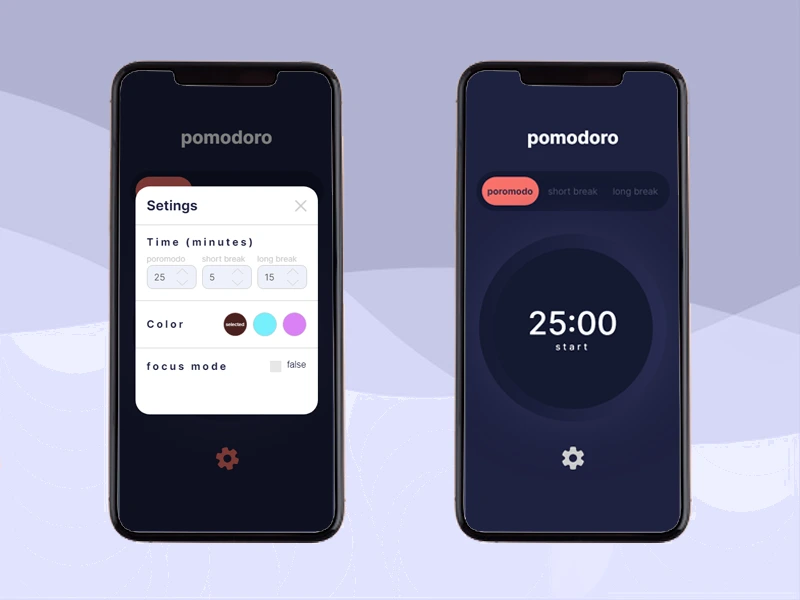 pomodoro
Setings
Time (minutes)
poromodo short break long break
25 5 15
Color selected
focus mode false
pomodoro
poromodo short break long break
25:00
start